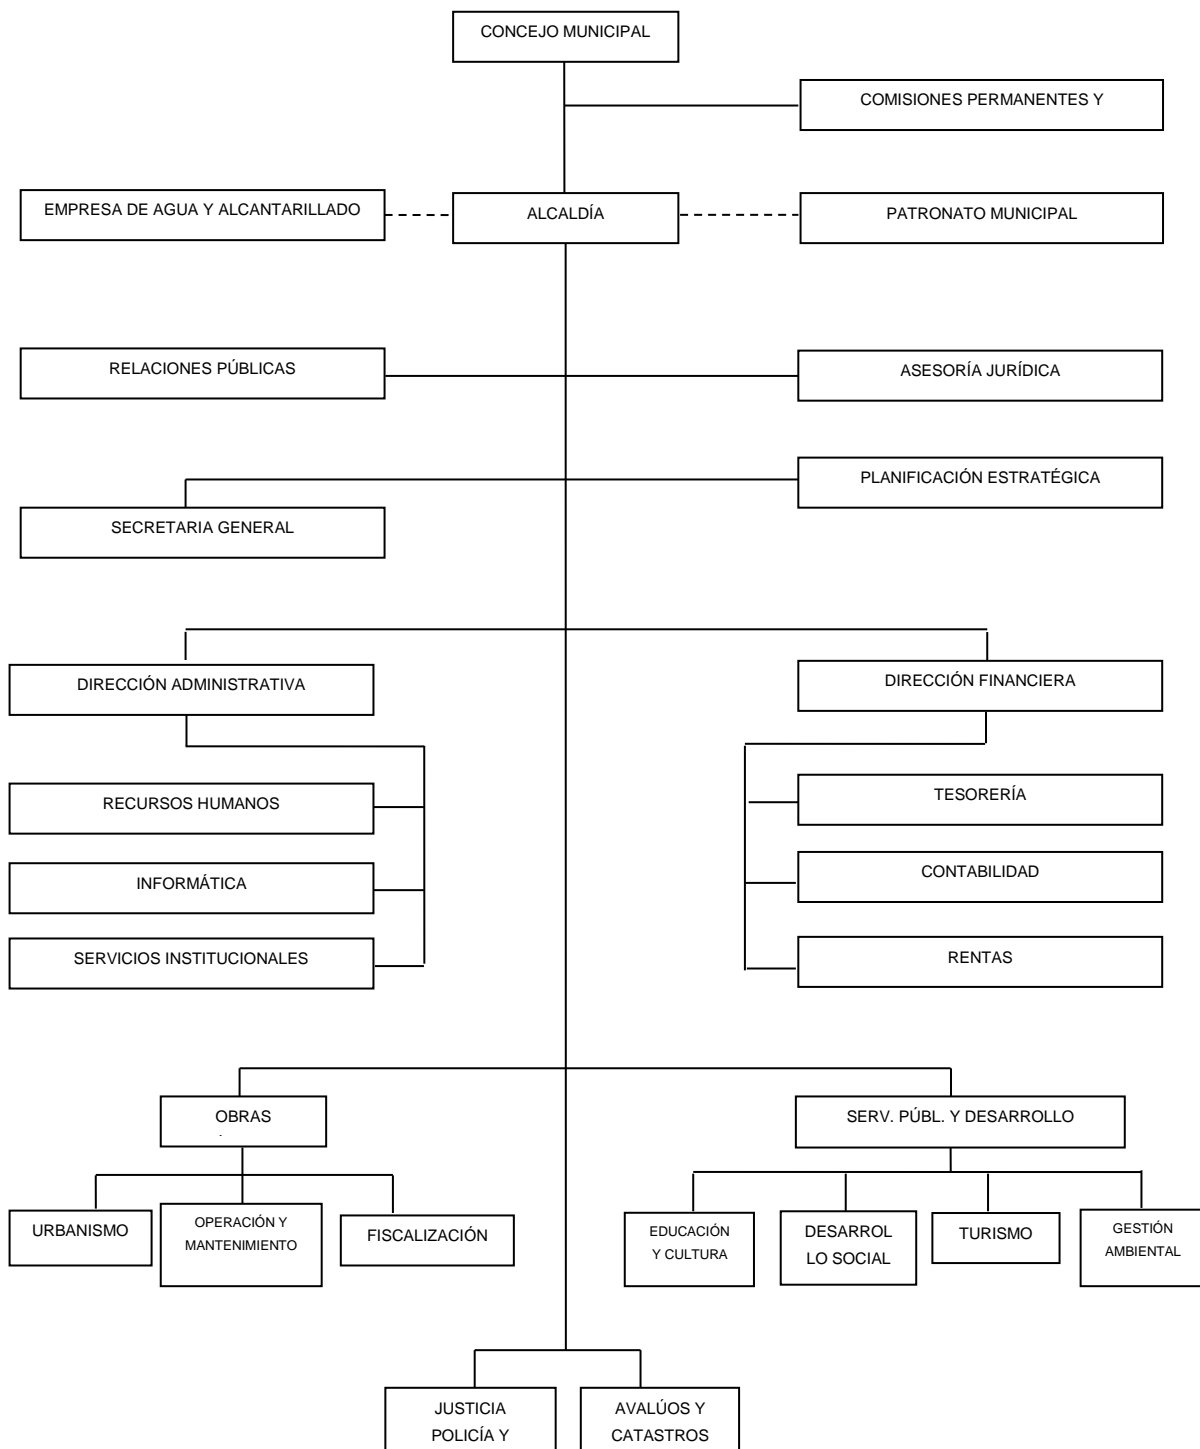 CONCEJO MUNICIPAL
COMISIONES PERMANENTES Y
EMPRESA DE AGUA Y ALCANTARILLADO
ALCALDÍA
PATRONATO MUNICIPAL
RELACIONES PÚBLICAS
ASESORÍA JURÍDICA
PLANIFICACIÓN ESTRATÉGICA
SECRETARIA GENERAL
DIRECCIÓN ADMINISTRATIVA
DIRECCIÓN FINANCIERA
RECURSOS HUMANOS
TESORERÍA
INFORMÁTICA
CONTABILIDAD
SERVICIOS INSTITUCIONALES
RENTAS
OBRAS
SERV. PÚBL. Y DESARROLLO
URBANISMO
OPERACIÓN Y
MANTENIMIENTO
FISCALIZACIÓN
EDUCACIÓN
Y CULTURA
DESARROL
LO SOCIAL
TURISMO
GESTIÓN
AMBIENTAL
JUSTICIA
POLICÍA Y
AVALÚOS Y
CATASTROS